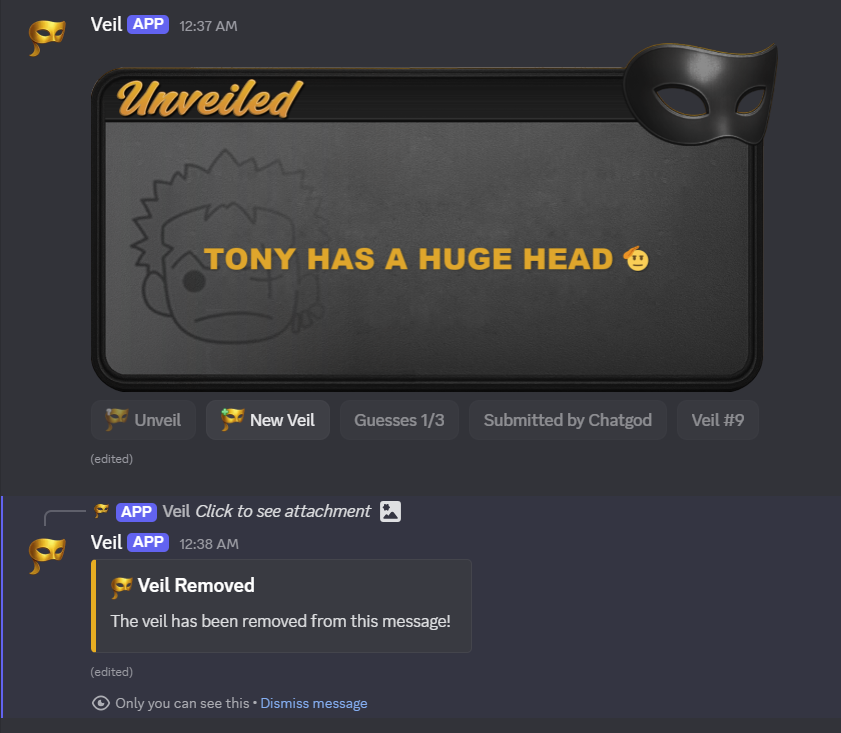 Veil APP 12:37 AM
Unveiled
TONY HAS A HUGE HEAD 🫡
Unveil
New Veil
Guesses 1/3
Submitted by Chatgod
Veil #9
(edited)
APP Veil Click to see attachment
Veil APP 12:38 AM
Veil Removed
The veil has been removed from this message!
(edited)
Only you can see this • Dismiss message